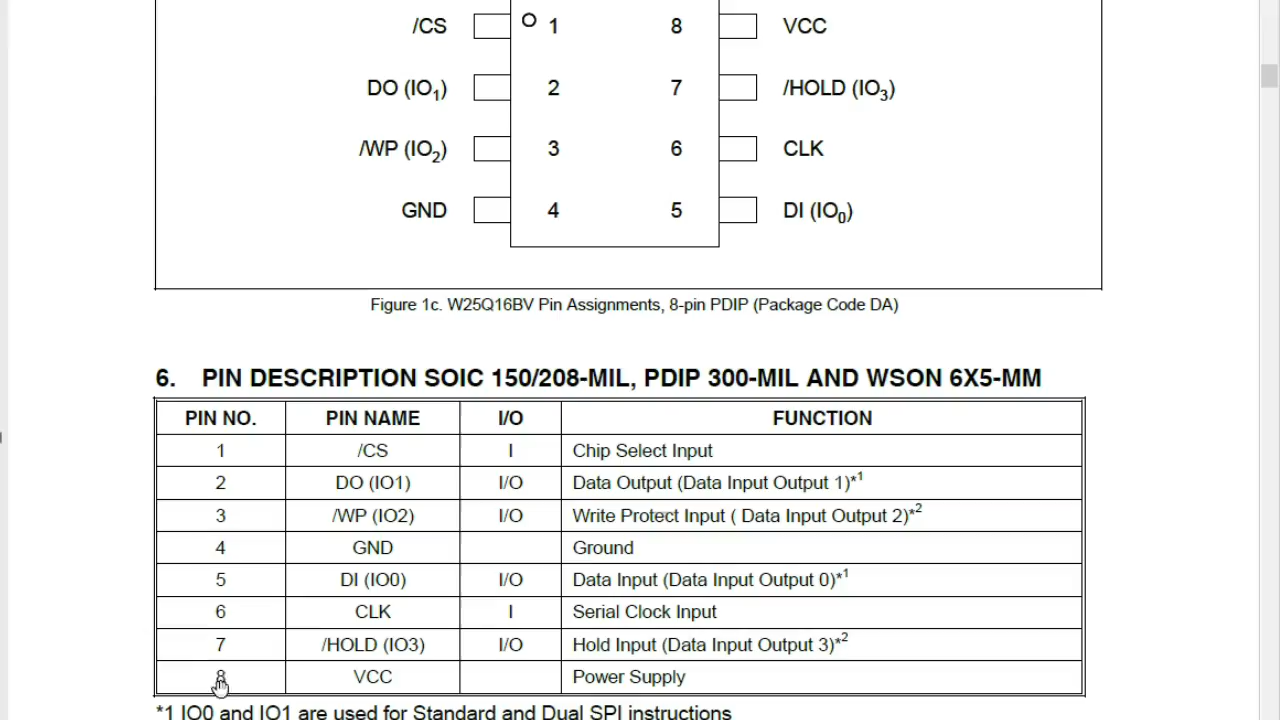 /CS 1 8 VCC
DO (IO1) 2 7 /HOLD (IO3)
/WP (IO2) 3 6 CLK
GND 4 5 DI (IO0)
Figure 1c. W25Q16BV Pin Assignments, 8-pin PDIP (Package Code DA)
6. PIN DESCRIPTION SOIC 150/208-MIL, PDIP 300-MIL AND WSON 6X5-MM
PIN NO. PIN NAME I/O FUNCTION
1 /CS I Chip Select Input
2 DO (IO1) I/O Data Output (Data Input Output 1)*1
3 /WP (IO2) I/O Write Protect Input ( Data Input Output 2)*2
4 GND Ground
5 DI (IO0) I/O Data Input (Data Input Output 0)*1
6 CLK I Serial Clock Input
7 /HOLD (IO3) I/O Hold Input (Data Input Output 3)*2
8 VCC Power Supply
*1 IO0 and IO1 are used for Standard and Dual SPI instructions